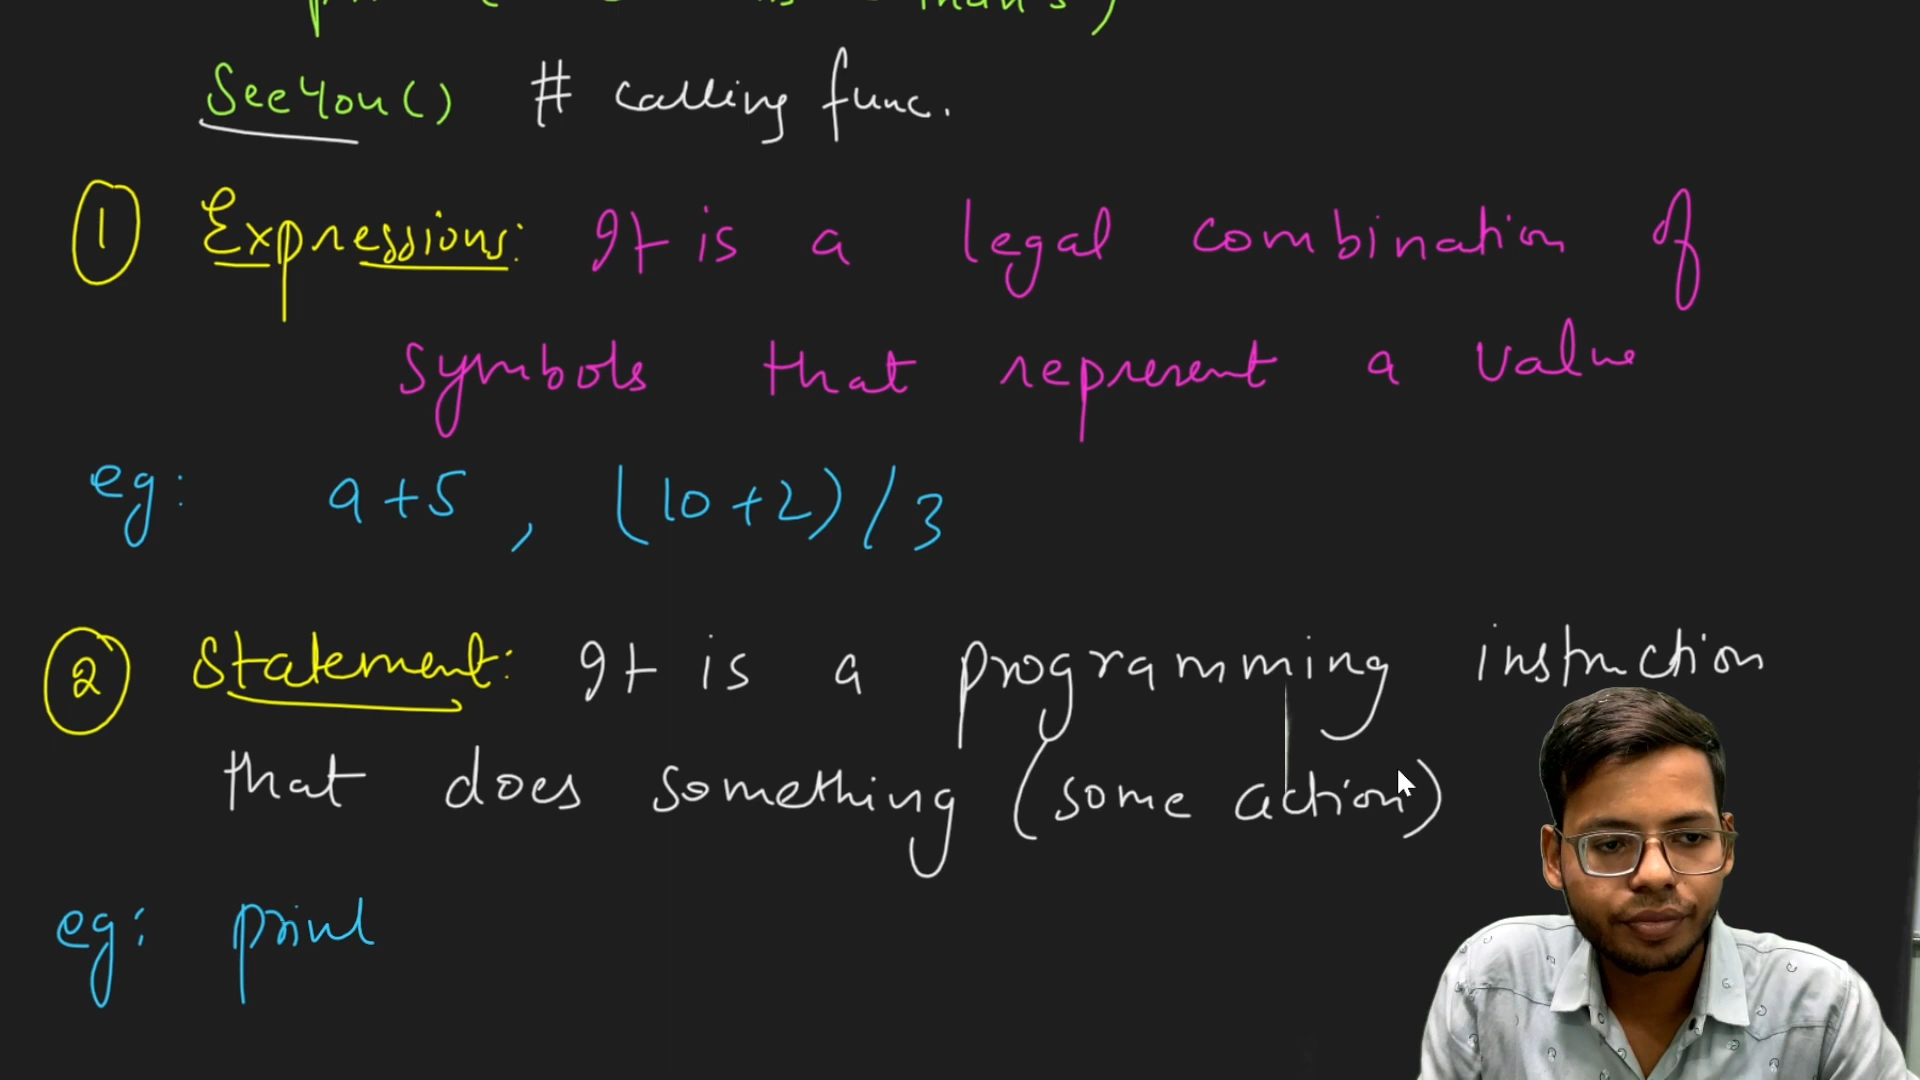 SeeYou() # calling func.
① Expressions: It is a legal combination of
symbols that represent a value
eg: a+5, (10+2)/3
② Statement: It is a programming instruction
that does something (some action)
eg: print